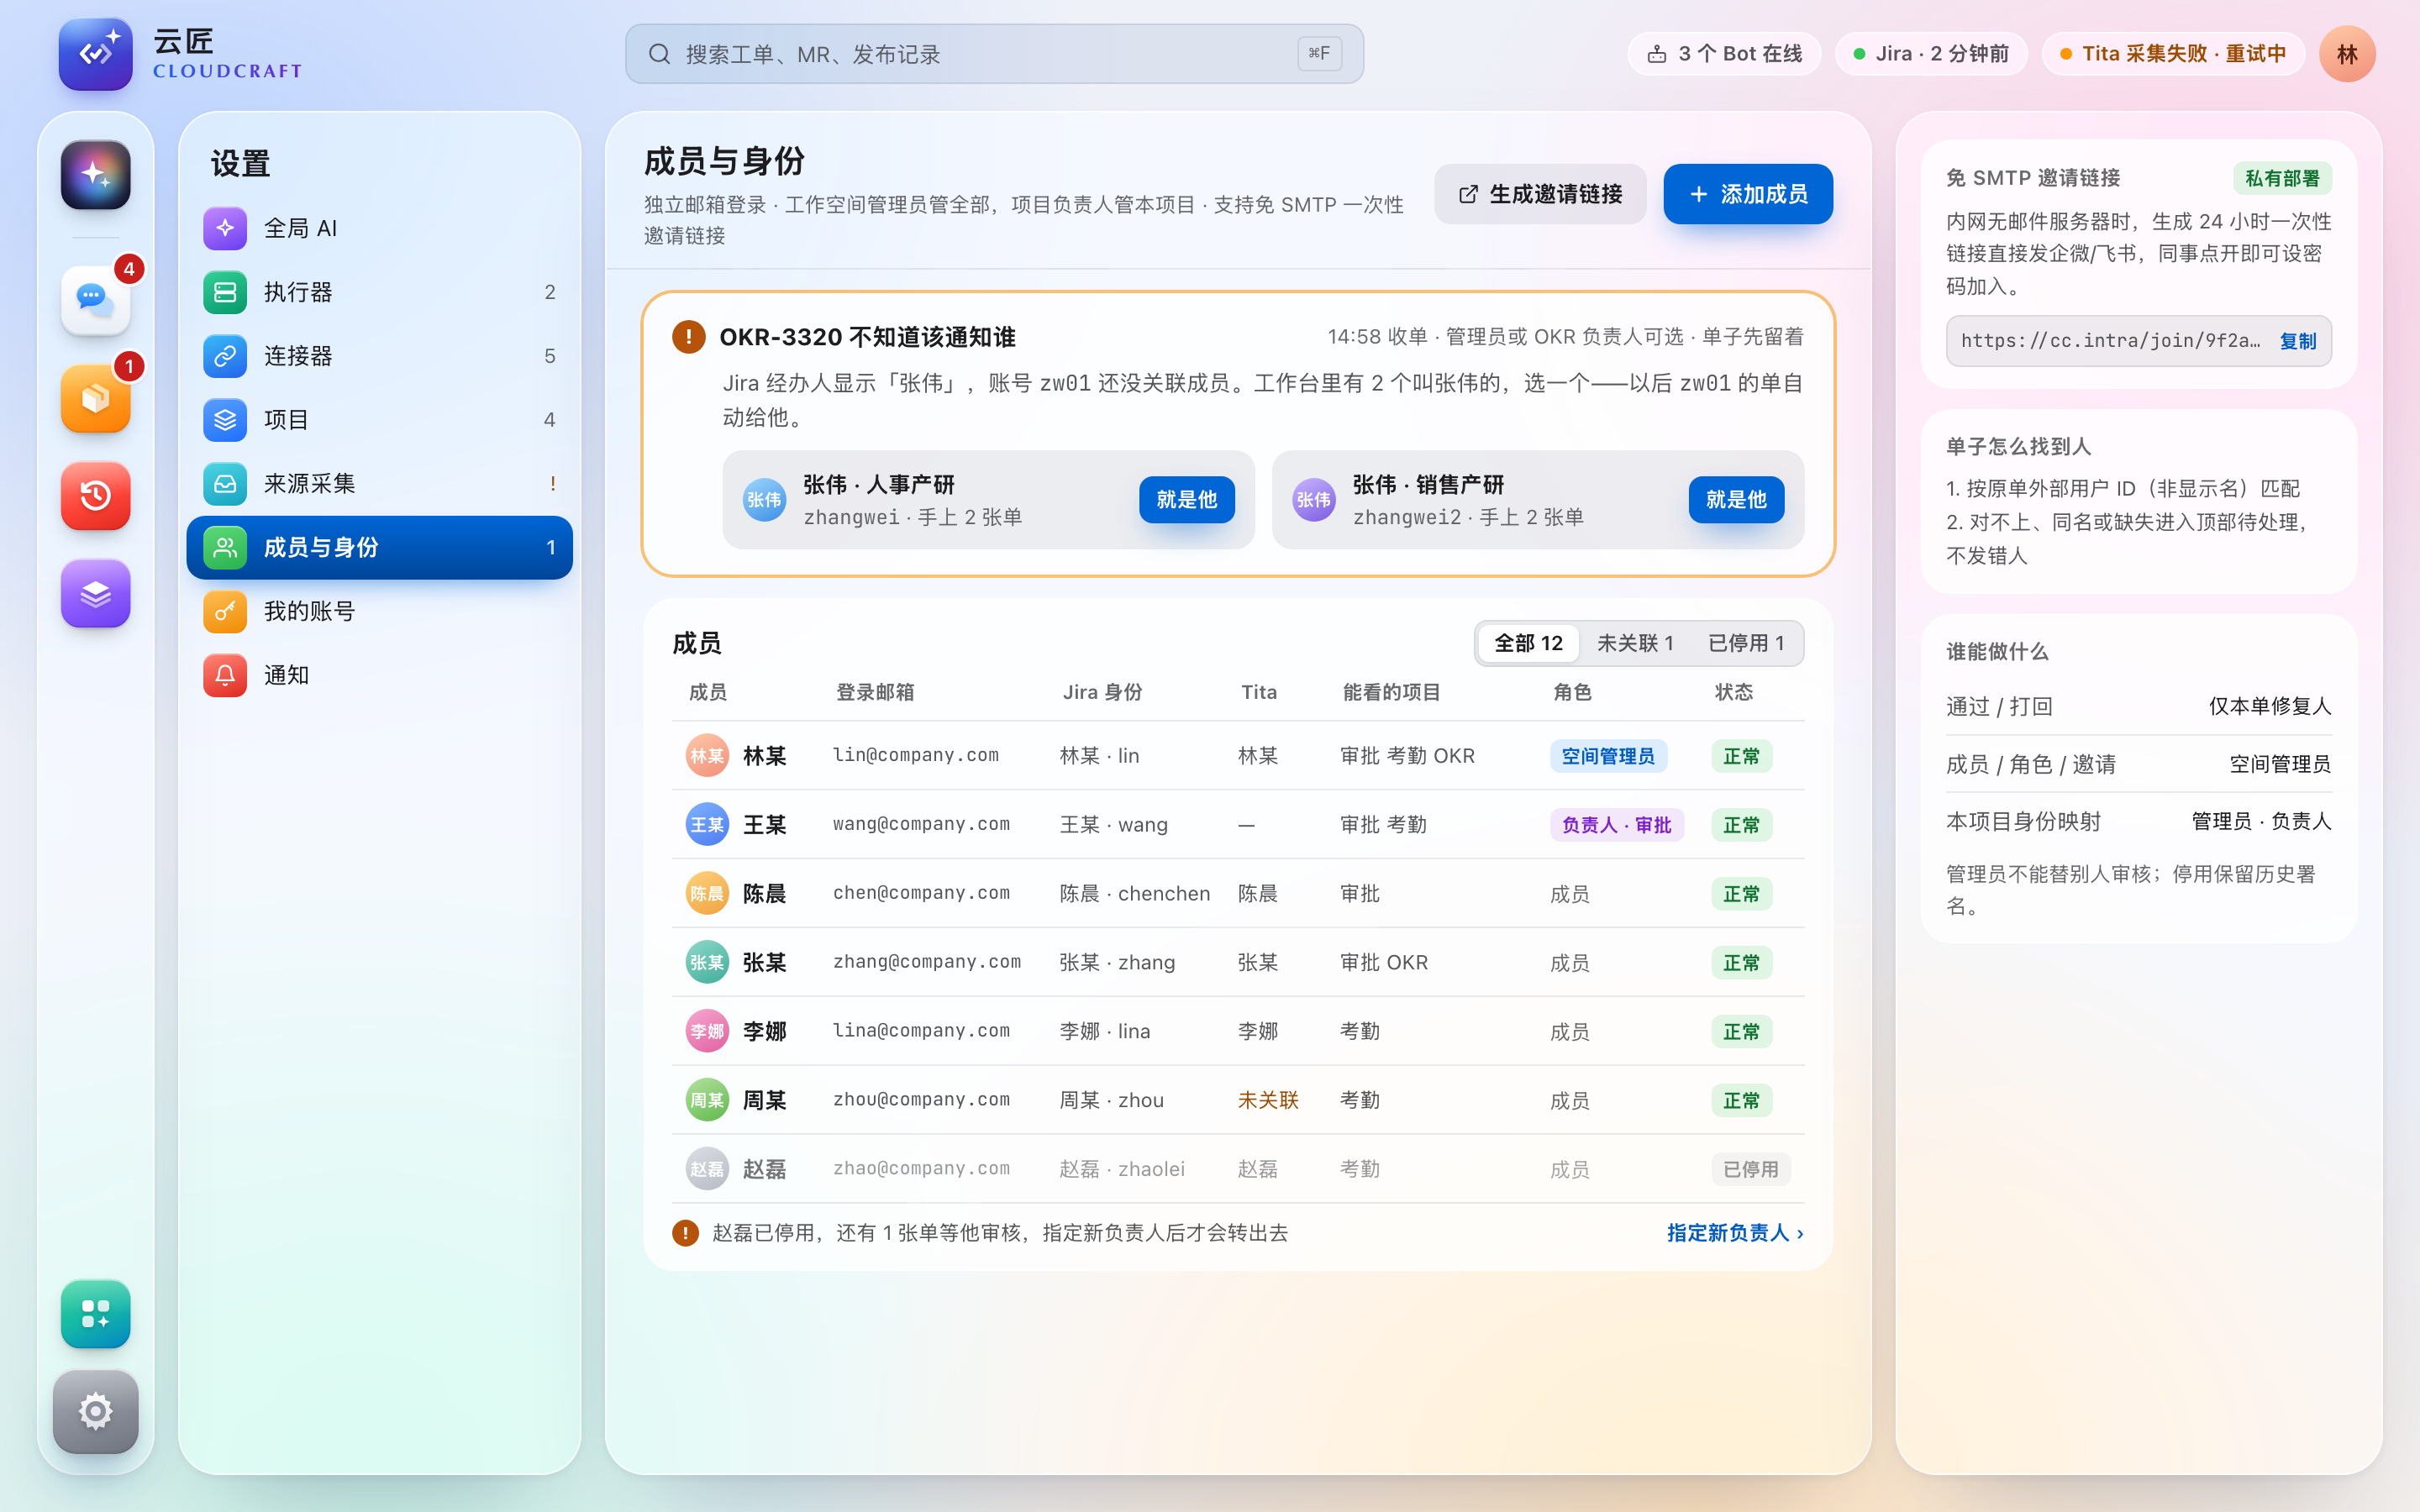 云匠
CLOUDCRAFT
搜索工单、MR、发布记录
⌘F
3 个 Bot 在线
Jira · 2 分钟前
Tita 采集失败 · 重试中
林
4
1
设置
全局 AI
执行器 2
连接器 5
项目 4
来源采集 !
成员与身份 1
我的账号
通知
成员与身份
独立邮箱登录 · 工作空间管理员管全部，项目负责人管本项目 · 支持免 SMTP 一次性
邀请链接
生成邀请链接
添加成员
! OKR-3320 不知道该通知谁
14:58 收单 · 管理员或 OKR 负责人可选 · 单子先留着
Jira 经办人显示「张伟」，账号 zw01 还没关联成员。工作台里有 2 个叫张伟的，选一个——以后 zw01 的单自
动给他。
张伟
张伟 · 人事产研
zhangwei · 手上 2 张单
就是他
张伟
张伟 · 销售产研
zhangwei2 · 手上 2 张单
就是他
成员
全部 12 未关联 1 已停用 1
成员 登录邮箱 Jira 身份 Tita 能看的项目 角色 状态
林某 林某 lin@company.com 林某 · lin 林某 审批 考勤 OKR 空间管理员 正常
王某 王某 wang@company.com 王某 · wang — 审批 考勤 负责人 · 审批 正常
陈晨 陈晨 chen@company.com 陈晨 · chenchen 陈晨 审批 成员 正常
张某 张某 zhang@company.com 张某 · zhang 张某 审批 OKR 成员 正常
李娜 李娜 lina@company.com 李娜 · lina 李娜 考勤 成员 正常
周某 周某 zhou@company.com 周某 · zhou 未关联 考勤 成员 正常
赵磊 赵磊 zhao@company.com 赵磊 · zhaolei 赵磊 考勤 成员 已停用
! 赵磊已停用，还有 1 张单等他审核，指定新负责人后才会转出去
指定新负责人 ›
免 SMTP 邀请链接
私有部署
内网无邮件服务器时，生成 24 小时一次性
链接直接发企微/飞书，同事点开即可设密
码加入。
https://cc.intra/join/9f2a… 复制
单子怎么找到人
1. 按原单外部用户 ID（非显示名）匹配
2. 对不上、同名或缺失进入顶部待处理，
不发错人
谁能做什么
通过 / 打回 仅本单修复人
成员 / 角色 / 邀请 空间管理员
本项目身份映射 管理员 · 负责人
管理员不能替别人审核；停用保留历史署
名。